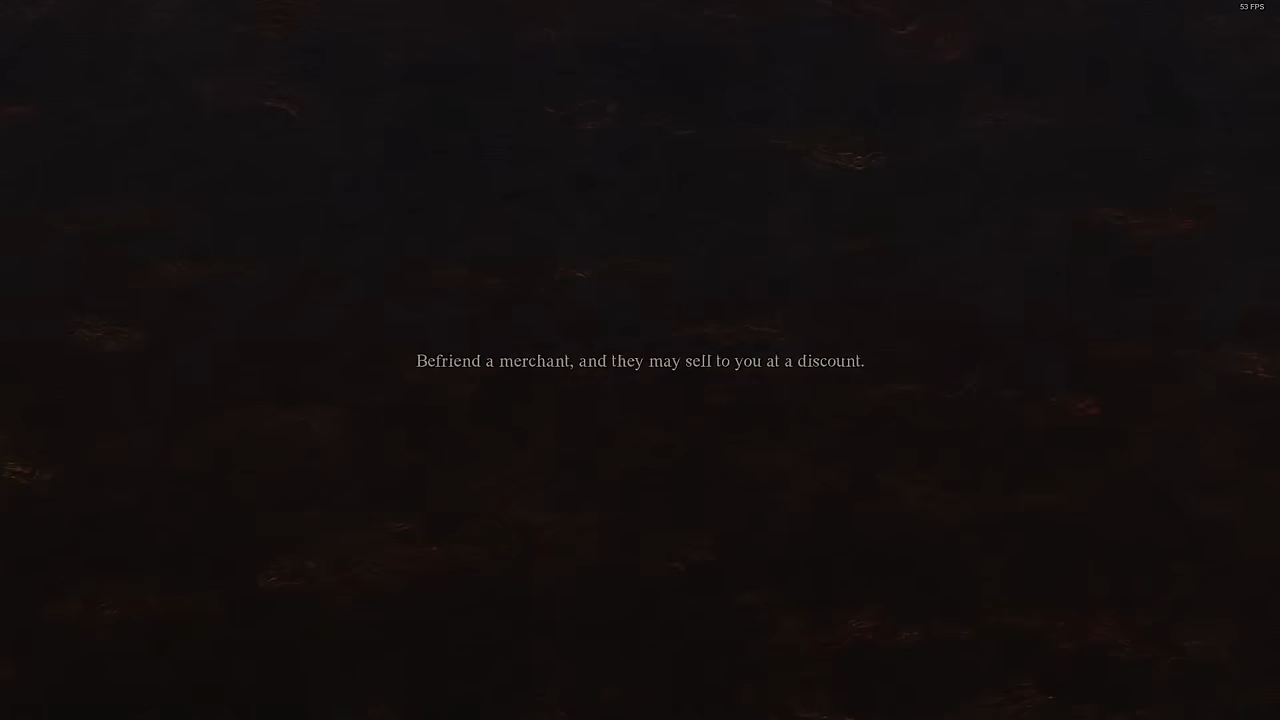 53 FPS
Befriend a merchant, and they may sell to you at a discount.